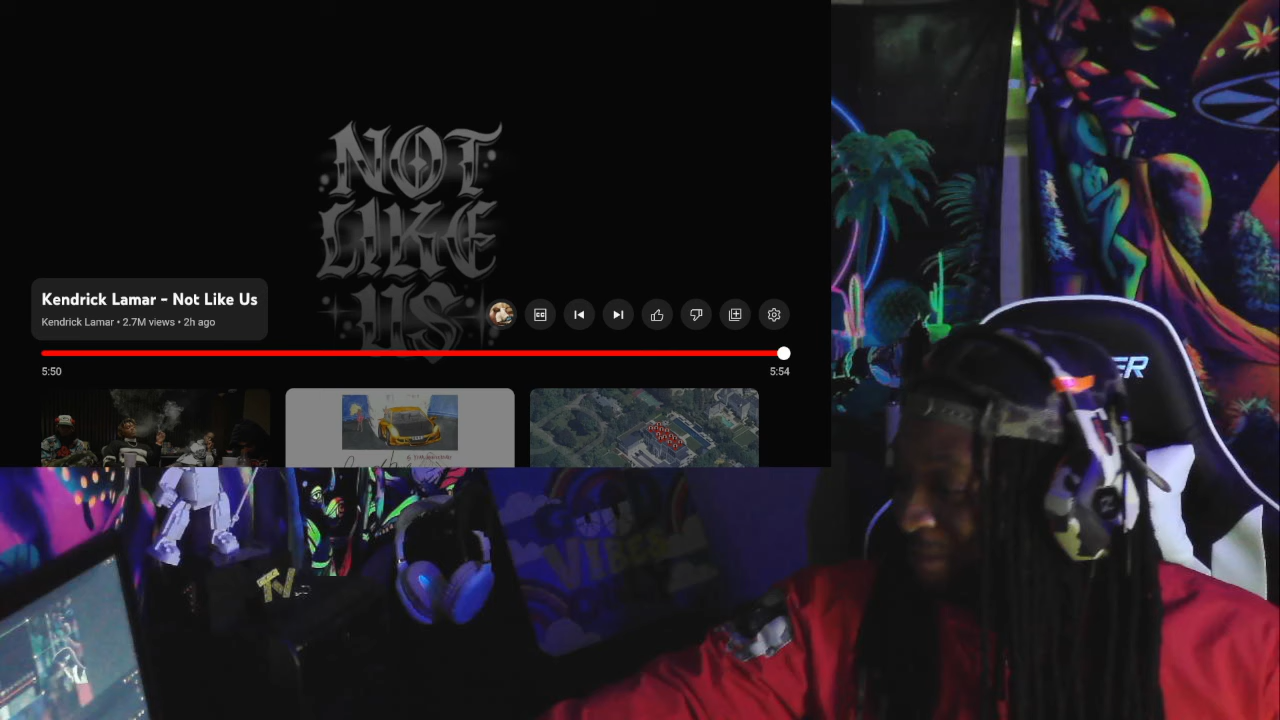 NOT
LIKE
US
Kendrick Lamar - Not Like Us
Kendrick Lamar • 2.7M views • 2h ago
CC
5:50
5:54
ER
VIBES